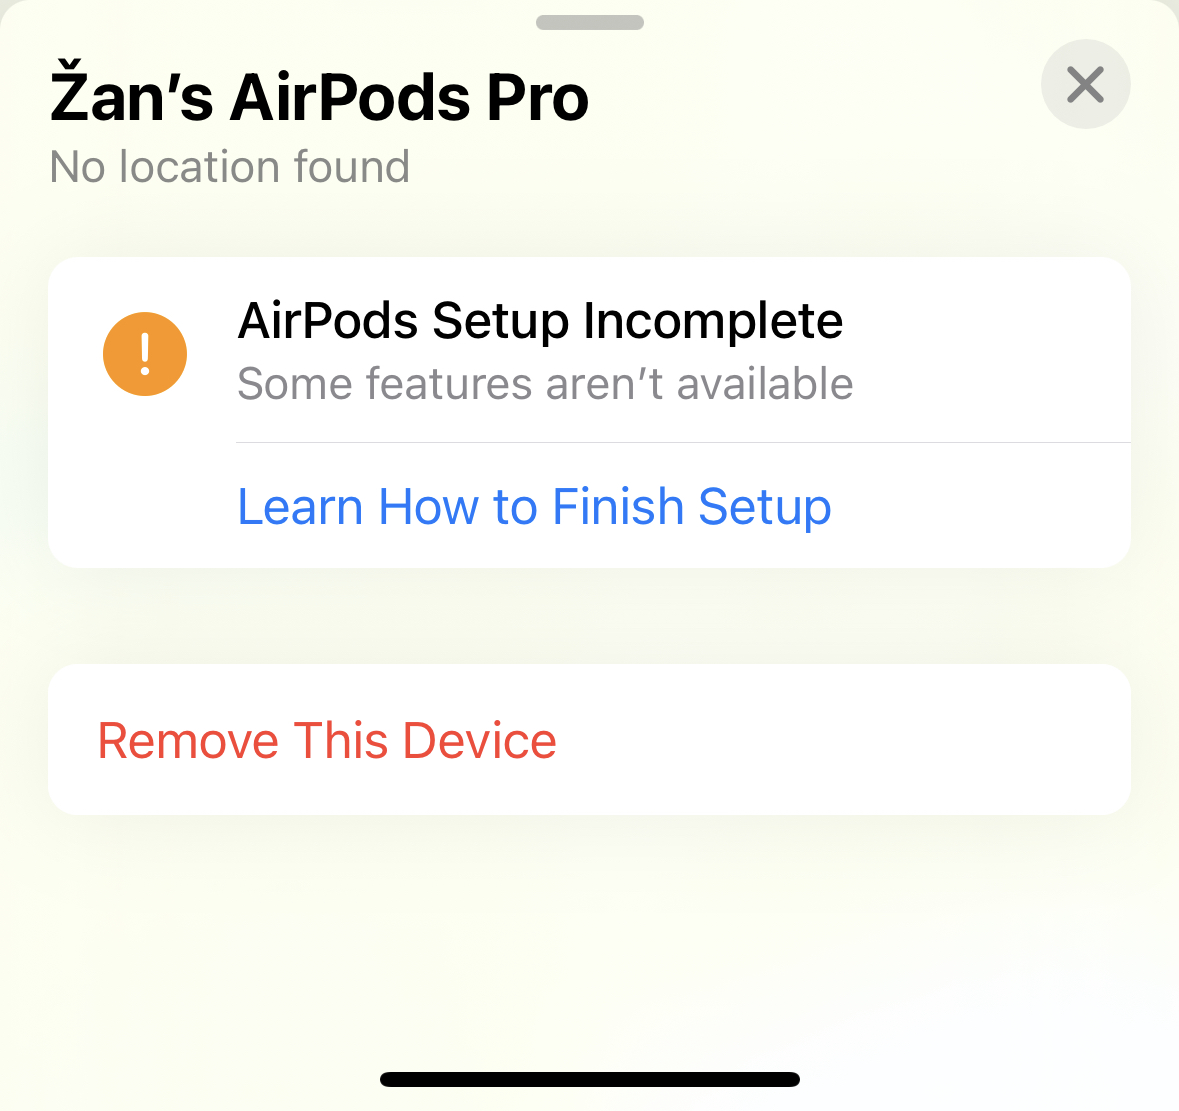 Žan’s AirPods Pro
No location found
AirPods Setup Incomplete
Some features aren’t available
Learn How to Finish Setup
Remove This Device